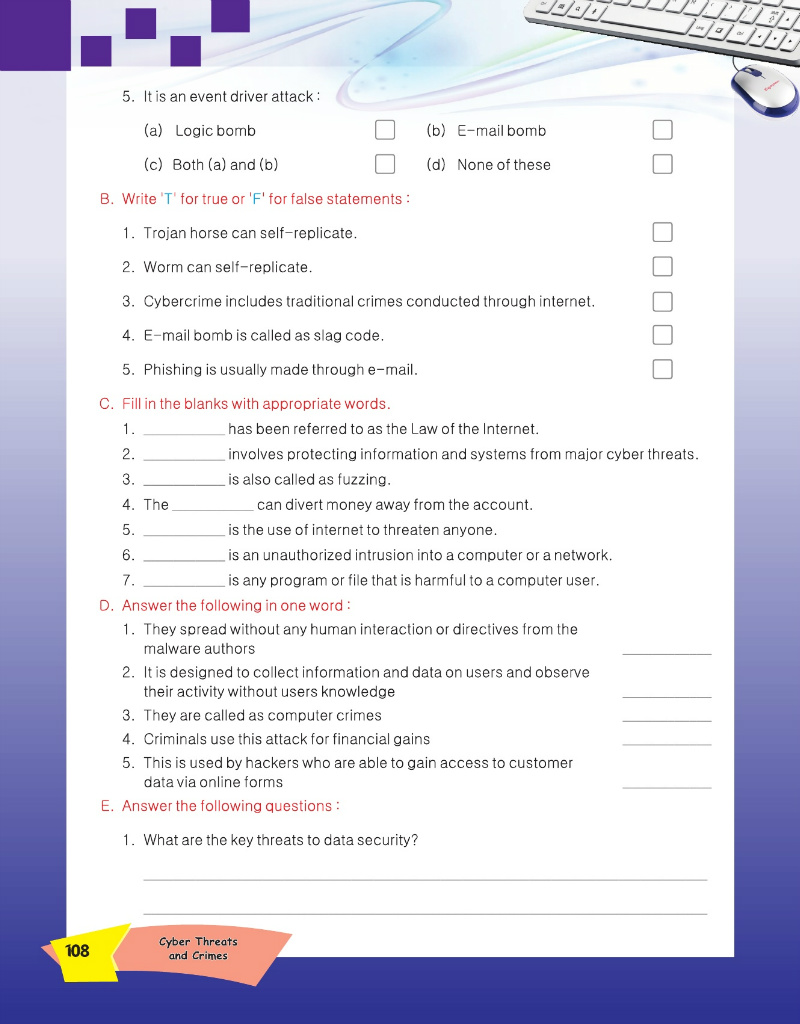 5. It is an event driver attack :
(a) Logic bomb (b) E-mail bomb
(c) Both (a) and (b) (d) None of these
B. Write 'T' for true or 'F' for false statements :
1. Trojan horse can self-replicate.
2. Worm can self-replicate.
3. Cybercrime includes traditional crimes conducted through internet.
4. E-mail bomb is called as slag code.
5. Phishing is usually made through e-mail.
C. Fill in the blanks with appropriate words.
1. __________ has been referred to as the Law of the Internet.
2. __________ involves protecting information and systems from major cyber threats.
3. __________ is also called as fuzzing.
4. The __________ can divert money away from the account.
5. __________ is the use of internet to threaten anyone.
6. __________ is an unauthorized intrusion into a computer or a network.
7. __________ is any program or file that is harmful to a computer user.
D. Answer the following in one word :
1. They spread without any human interaction or directives from the
malware authors __________
2. It is designed to collect information and data on users and observe
their activity without users knowledge __________
3. They are called as computer crimes __________
4. Criminals use this attack for financial gains __________
5. This is used by hackers who are able to gain access to customer
data via online forms __________
E. Answer the following questions :
1. What are the key threats to data security?
108
Cyber Threats
and Crimes